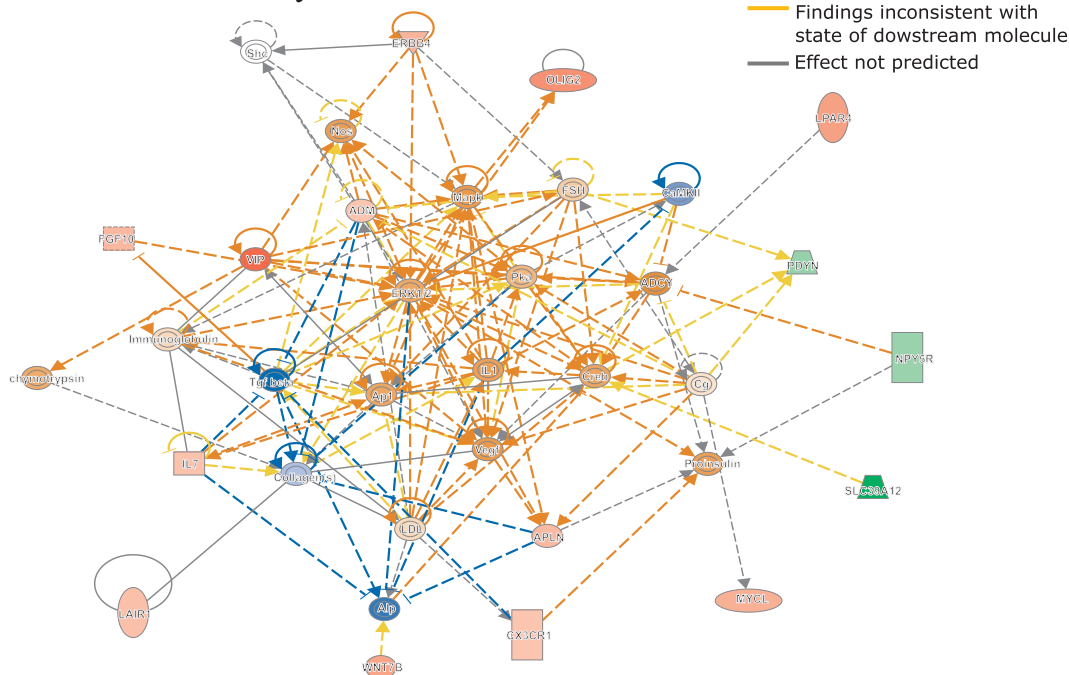 Findings inconsistent with
state of dowstream molecule
Effect not predicted
ERBB4
Shc
OLIG2
LPAR4
Nos
Mapk
FSH
CaMKII
ADM
FGF10
VIP
PDYN
Pka
ADCY
ERK1/2
Immunoglobulin
NPY6R
chymotrypsin
Tgf beta
IL1
Creb
Cg
Ap1
Vegf
IL7
Proinsulin
Collagen(s)
SLC39A12
LDL
APLN
Alp
MYCL
LAIR1
CX3CR1
WNT7B